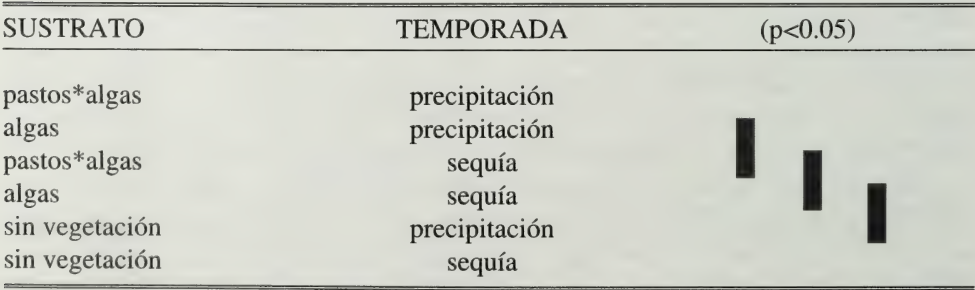 SUSTRATO TEMPORADA (p<0.05)
pastos*algas precipitación
algas precipitación
pastos*algas sequía
algas sequía
sin vegetación precipitación
sin vegetación sequía